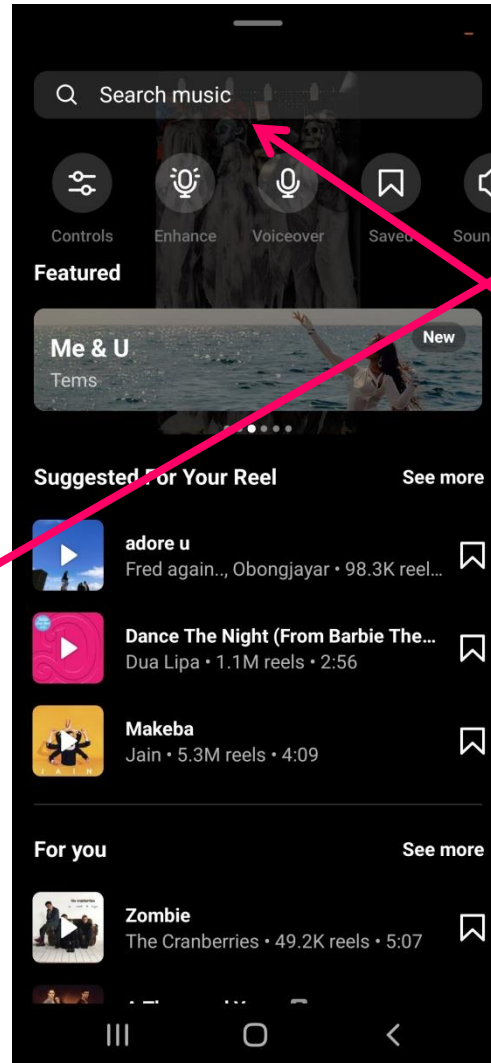 Search music
Controls
Enhance
Voiceover
Saved
Soun
Featured
Me & U
New
Tems
Suggested For Your Reel
See more
adore u
Fred again.., Obongjayar • 98.3K reel...
Dance The Night (From Barbie The...
Dua Lipa • 1.1M reels • 2:56
Makeba
Jain • 5.3M reels • 4:09
JAIN
For you
See more
Zombie
The Cranberries • 49.2K reels • 5:07